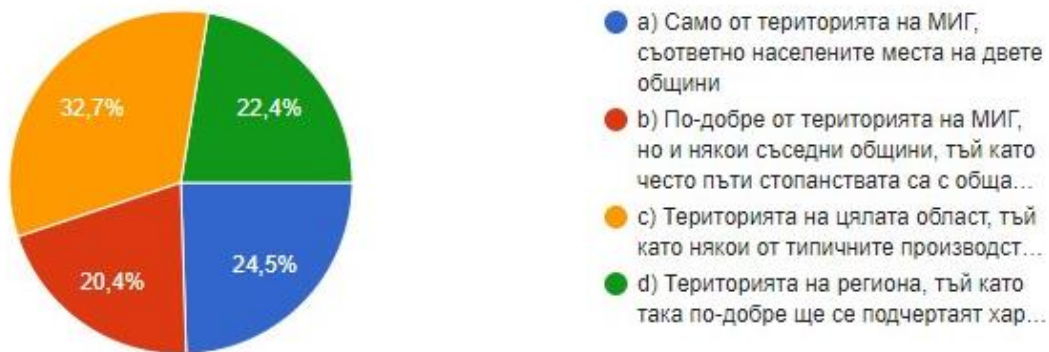 32,7%
22,4%
20,4%
24,5%
a) Само от територията на МИГ,
съответно населените места на двете
общини
b) По-добре от територията на МИГ,
но и някои съседни общини, тъй като
често пъти стопанствата са с обща...
c) Територията на цялата област, тъй
като някои от типичните производст...
d) Територията на региона, тъй като
така по-добре ще се подчертаят хар...